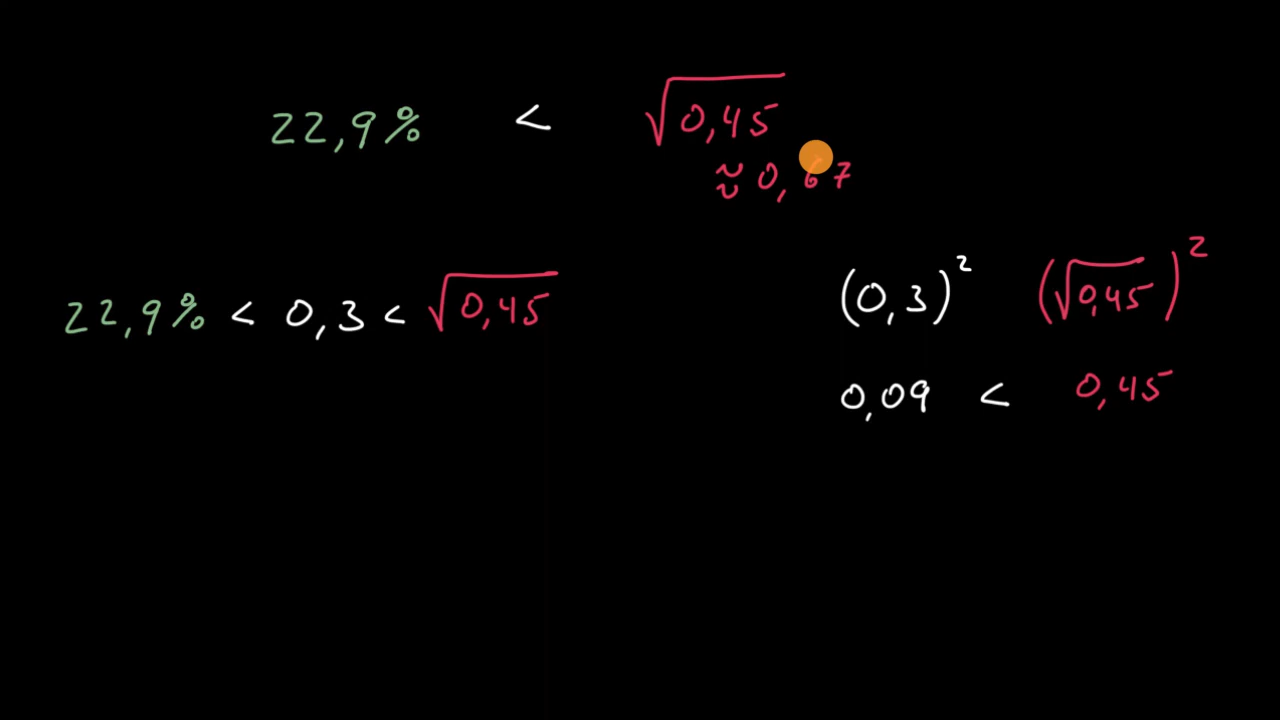 22,9% < √0,45
≈ 0,67
22,9% < 0,3 < √0,45
(0,3)² (√0,45)²
0,09 < 0,45